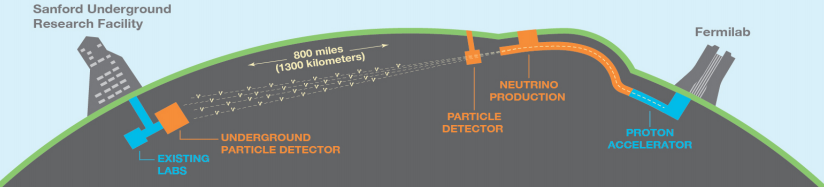 Sanford Underground
Research Facility
Fermilab
800 miles
(1300 kilometers)
NEUTRINO
PRODUCTION
PARTICLE
DETECTOR
UNDERGROUND
PARTICLE DETECTOR
PROTON
ACCELERATOR
EXISTING
LABS